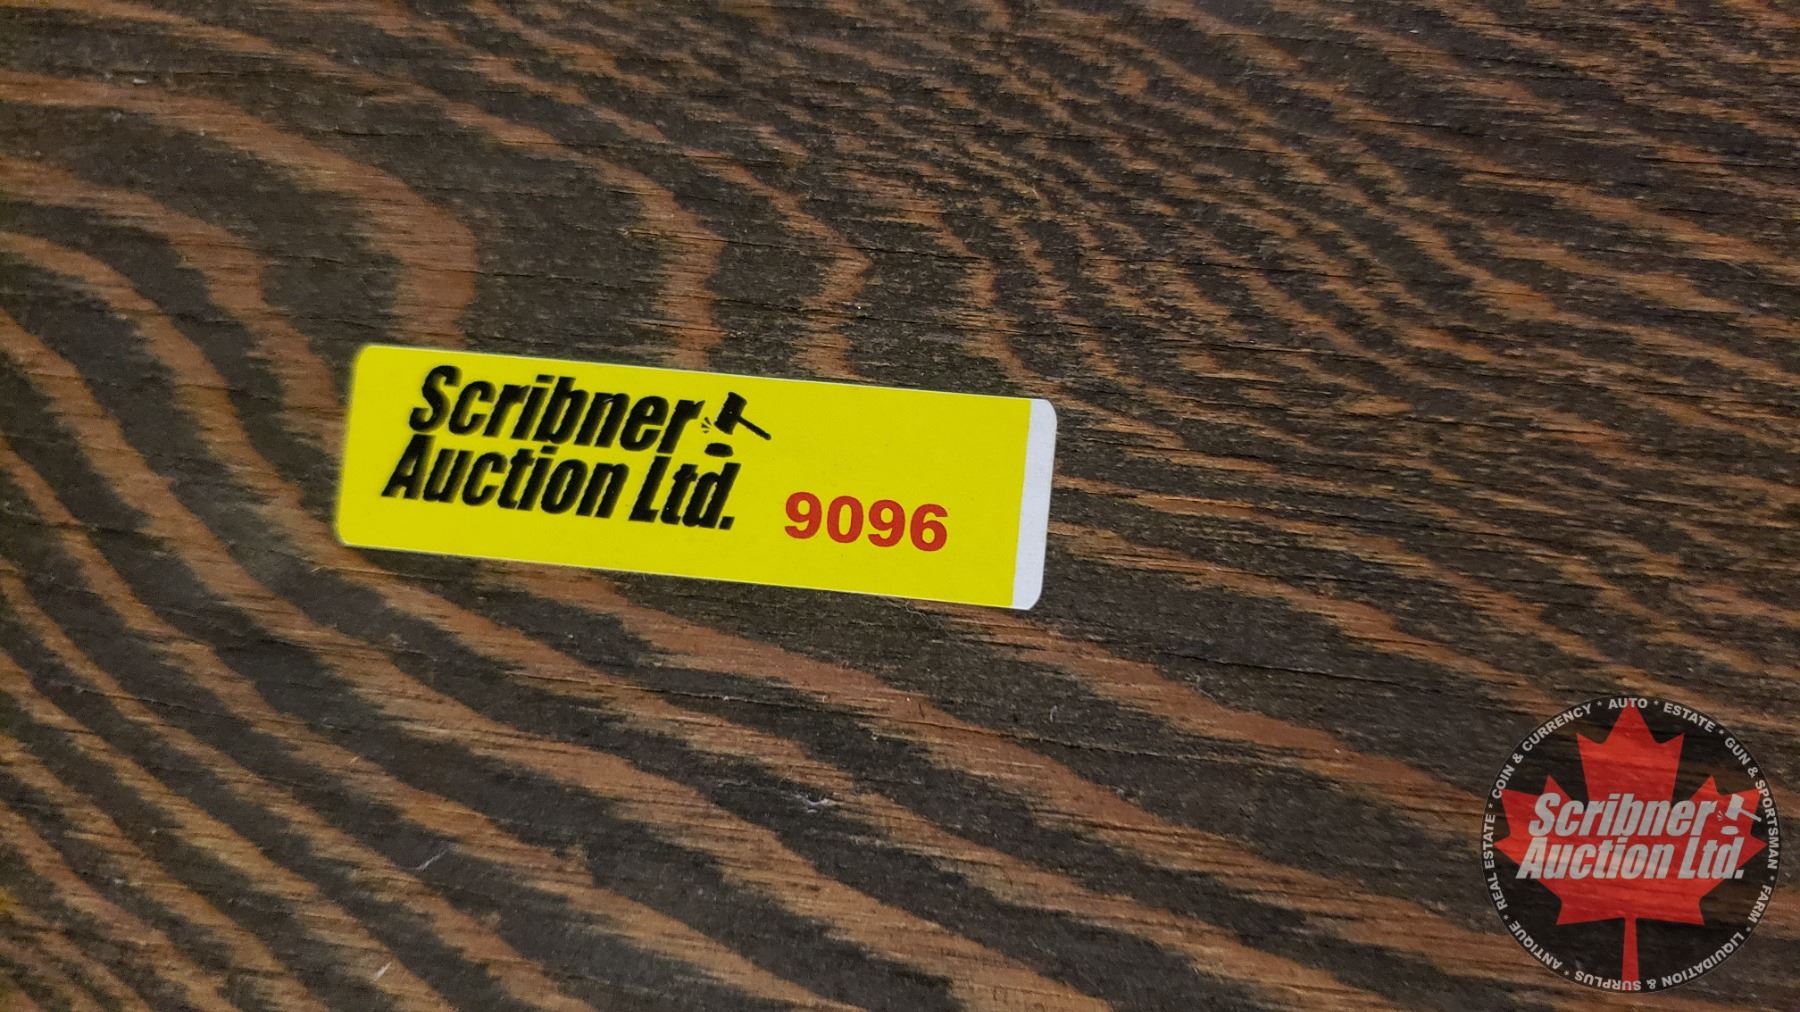 Scribner
Auction Ltd.
9096
COIN & CURRENCY * AUTO * ESTATE * GUN & SPORTSMAN * FARM * LIQUIDATION & SURPLUS * ANTIQUE * REAL ESTATE *
Scribner
Auction Ltd.